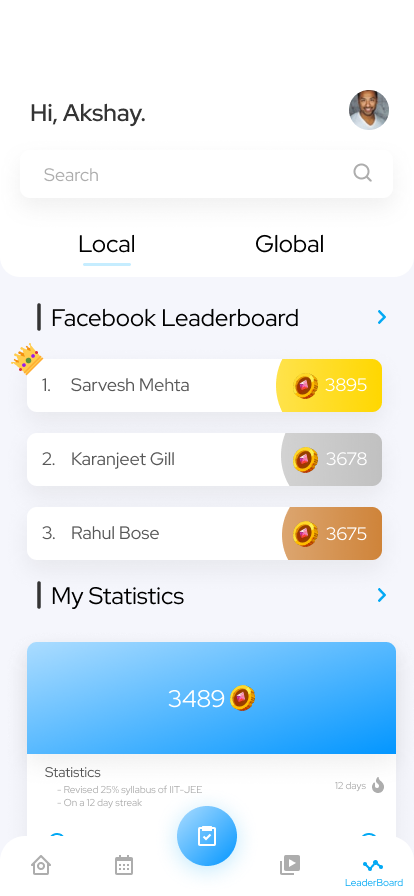 Hi, Akshay.
Search
Local Global
Facebook Leaderboard
1. Sarvesh Mehta 3895
2. Karanjeet Gill 3678
3. Rahul Bose 3675
My Statistics
3489
Statistics
- Revised 25% syllabus of IIT-JEE
12 days
- On a 12 day streak
LeaderBoard